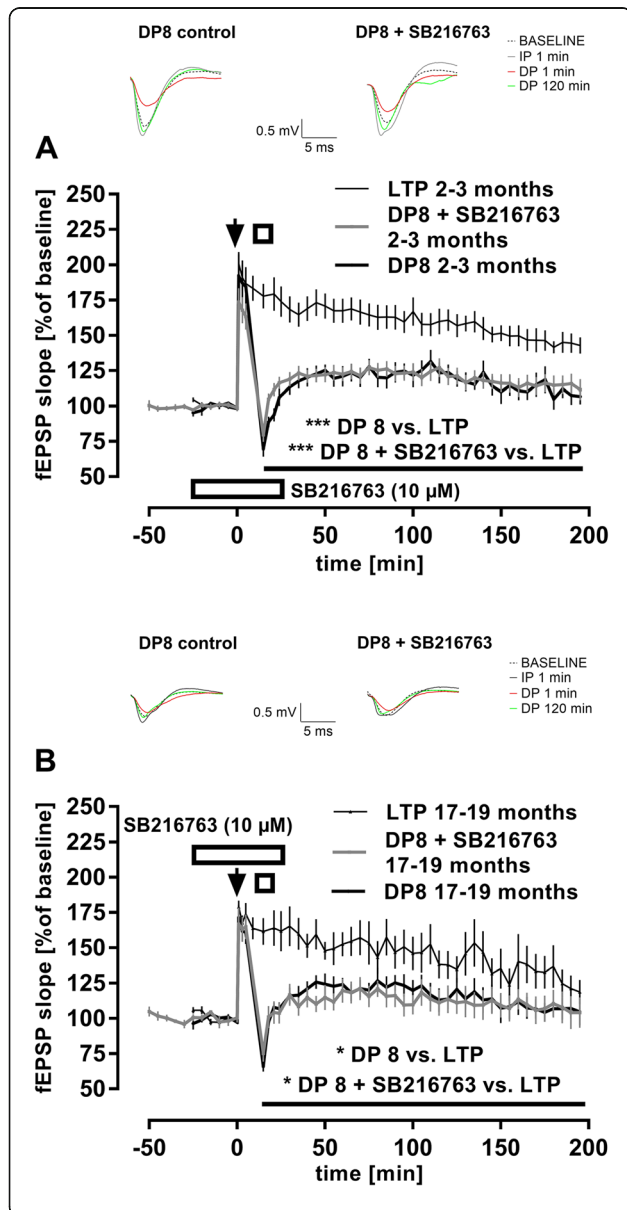 DP8 control
DP8 + SB216763
BASELINE
IP 1 min
DP 1 min
DP 120 min
0.5 mV
5 ms
A
fEPSP slope [%of baseline]
250
225
200
175
150
125
100
75
50
LTP 2-3 months
DP8 + SB216763
2-3 months
DP8 2-3 months
*** DP 8 vs. LTP
*** DP 8 + SB216763 vs. LTP
SB216763 (10 µM)
-50 0 50 100 150 200
time [min]
DP8 control
DP8 + SB216763
BASELINE
IP 1 min
DP 1 min
DP 120 min
0.5 mV
5 ms
B
fEPSP slope [%of baseline]
250
225
200
175
150
125
100
75
50
SB216763 (10 µM)
LTP 17-19 months
DP8 + SB216763
17-19 months
DP8 17-19 months
* DP 8 vs. LTP
* DP 8 + SB216763 vs. LTP
-50 0 50 100 150 200
time [min]